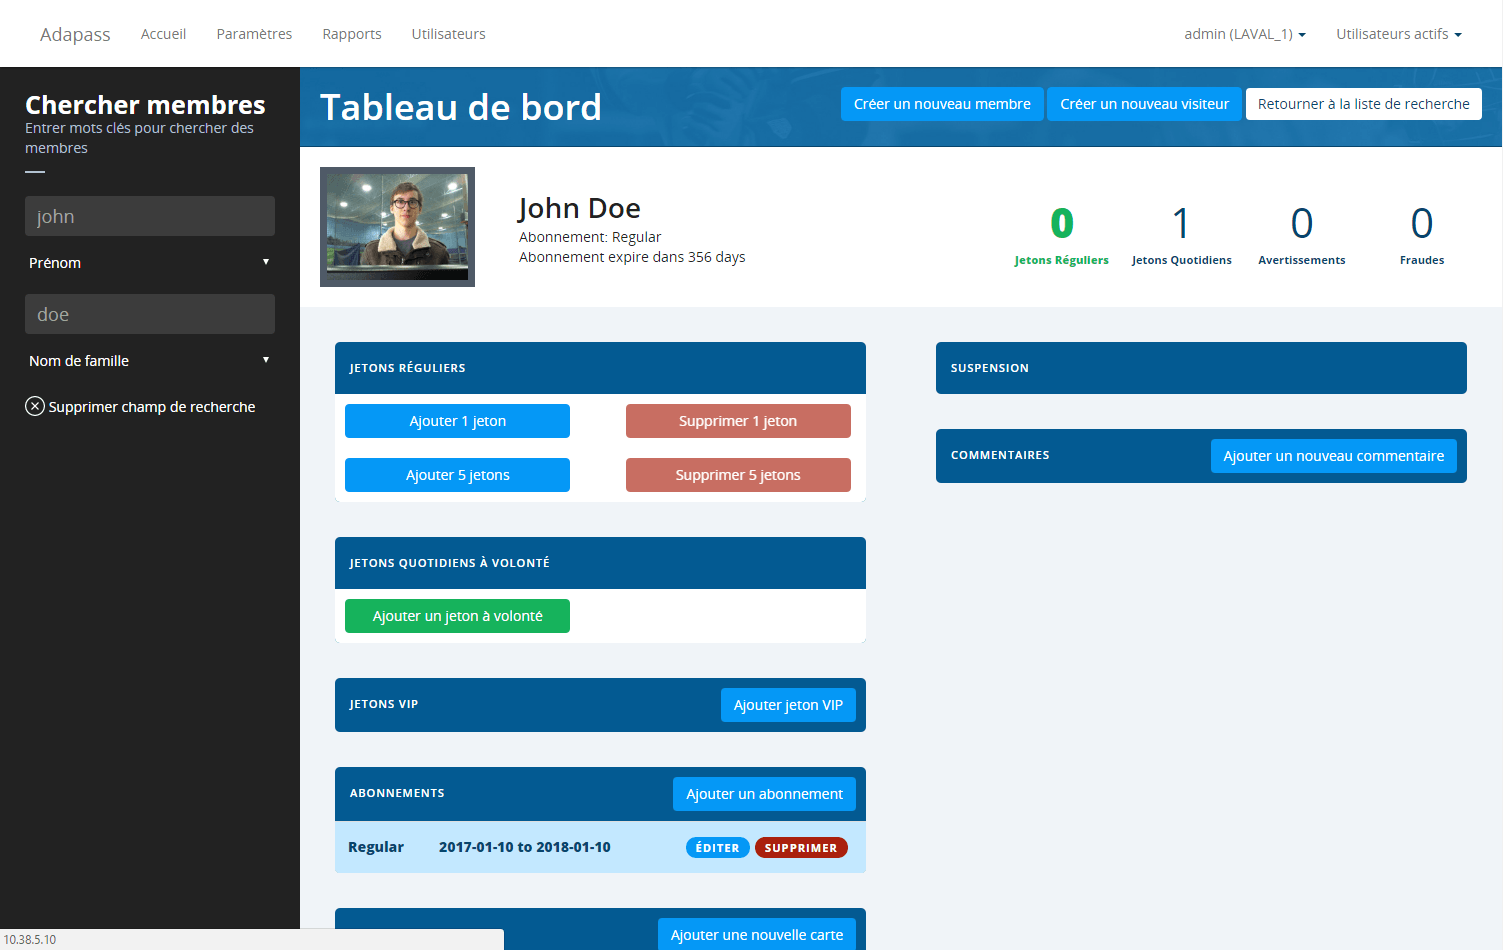 Adapass Accueil Paramètres Rapports Utilisateurs admin (LAVAL_1) Utilisateurs actifs
Chercher membres
Entrer mots clés pour chercher des
membres
john
Prénom
doe
Nom de famille
Supprimer champ de recherche
Tableau de bord
Créer un nouveau membre Créer un nouveau visiteur Retourner à la liste de recherche
John Doe
Abonnement: Regular
Abonnement expire dans 356 days
0 1 0 0
Jetons Réguliers Jetons Quotidiens Avertissements Fraudes
JETONS RÉGULIERS
Ajouter 1 jeton Supprimer 1 jeton
Ajouter 5 jetons Supprimer 5 jetons
JETONS QUOTIDIENS À VOLONTÉ
Ajouter un jeton à volonté
JETONS VIP Ajouter jeton VIP
ABONNEMENTS Ajouter un abonnement
Regular 2017-01-10 to 2018-01-10 ÉDITER SUPPRIMER
Ajouter une nouvelle carte
SUSPENSION
COMMENTAIRES Ajouter un nouveau commentaire
10.38.5.10